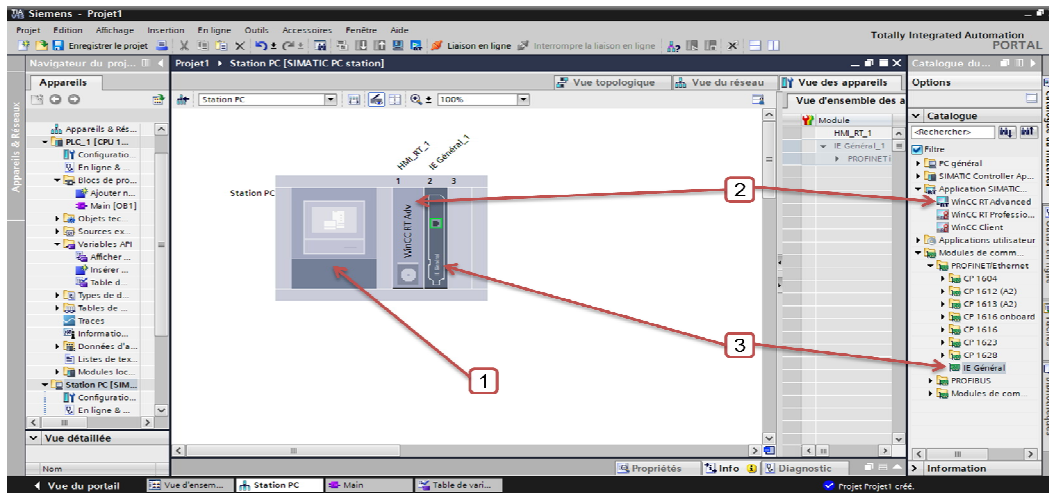 Siemens - Projet1
Projet Edition Affichage Insertion En ligne Outils Accessoires Fenêtre Aide
Enregistrer le projet
Liaison en ligne
Interrompre la liaison en ligne
Totally Integrated Automation
PORTAL
Navigateur du proj...
Projet1
Station PC [SIMATIC PC station]
Catalogue du...
Appareils
Vue topologique
Vue du réseau
Vue des appareils
Options
Station PC
100%
Vue d'ensemble des a
Catalogue
Module
<Rechercher>
HMI_RT_1
IE Général_1
PROFINET i
Filtre
Appareils & Rés...
PLC_1 [CPU 1...
Configuratio...
En ligne & ...
Blocs de pro...
Ajouter n...
Main [OB1]
Objets tec...
Sources ex...
Variables API
Afficher ...
Insérer ...
Table d...
Types de d...
Tables de ...
Traces
Informatio...
Données d'a...
Listes de tex...
Modules loc...
Station PC [SIM...
Configuratio...
En ligne & ...
HMI_RT_1
IE Général_1
1 2 3
Station PC
WinCC RT Adv
IE Général
1
2
3
PC général
SIMATIC Controller Ap...
Application SIMATIC...
WinCC RT Advanced
WinCC RT Professio...
WinCC Client
Applications utilisateur
Modules de comm...
PROFINET/Ethernet
CP 1604
CP 1612 (A2)
CP 1613 (A2)
CP 1616 onboard
CP 1616
CP 1623
CP 1628
IE Général
PROFIBUS
Modules de com...
Appareils & Réseaux
Vue détaillée
Nom
Propriétés
Info
Diagnostic
Information
Vue du portail
Vue d'ensem...
Station PC
Main
Table de vari...
Projet Projet1 créé.